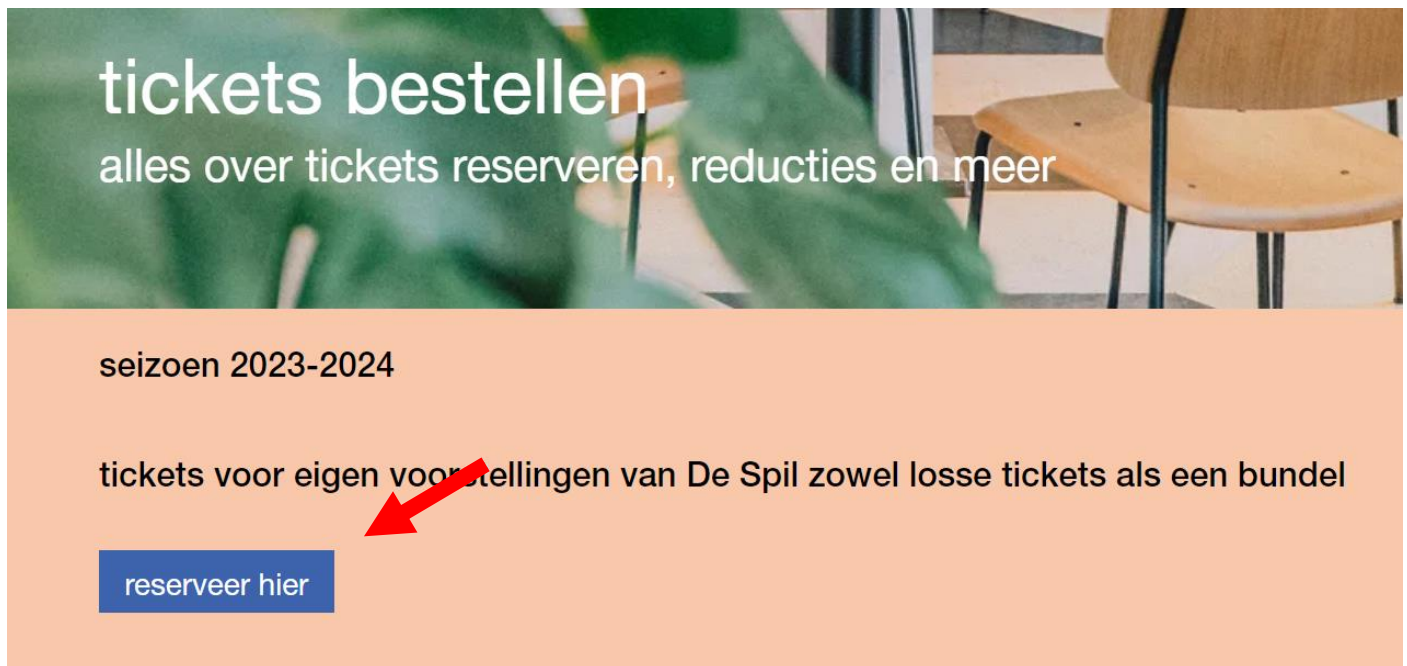 tickets bestellen
alles over tickets reserveren, reducties en meer
seizoen 2023-2024
tickets voor eigen voorstellingen van De Spil zowel losse tickets als een bundel
reserveer hier